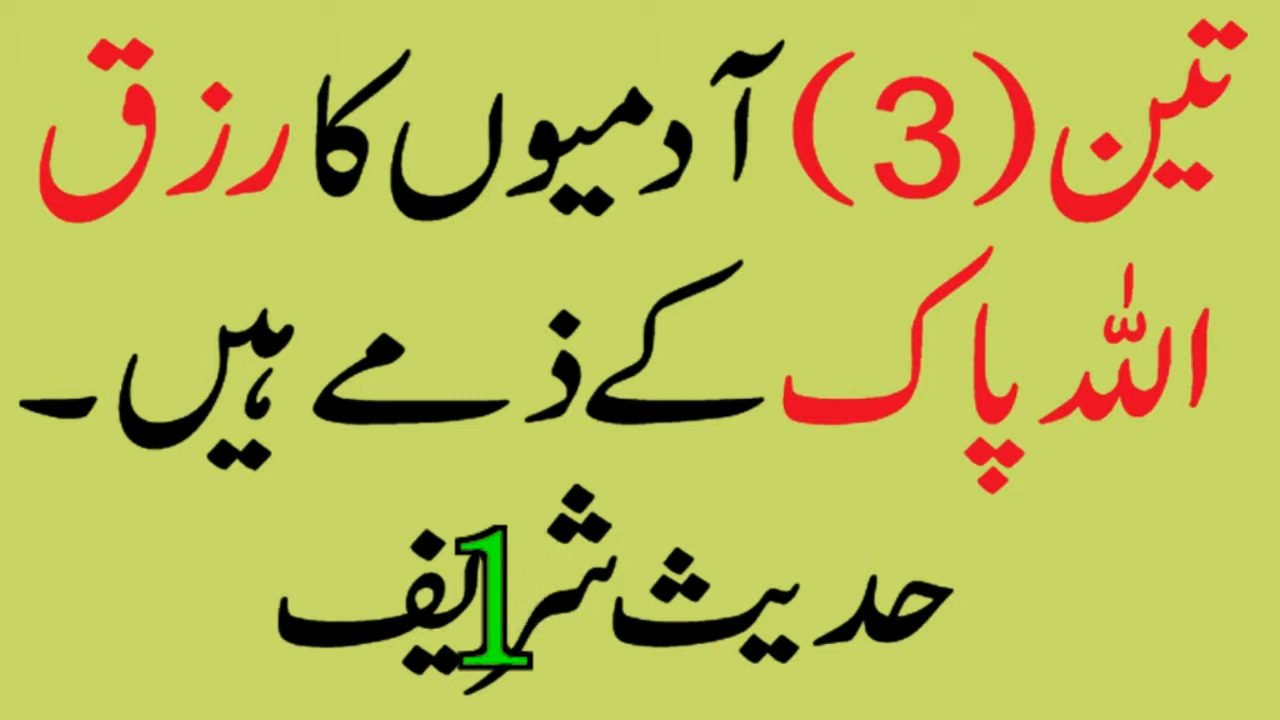 تین (3) آدمیوں کا رزق
اللہ پاک کے ذمے ہیں۔
حدیث شریف
1